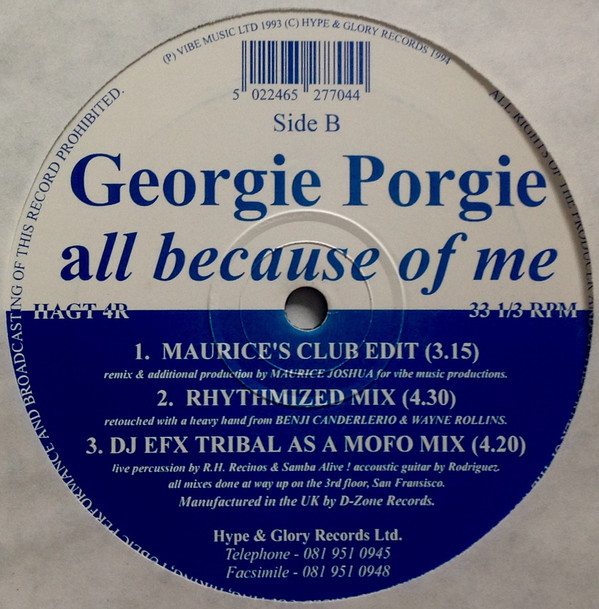 (P) VIBE MUSIC LTD 1993 (C) HYPE & GLORY RECORDS 1994
5 022465 277044
Side B
Georgie Porgie
all because of me
HAGT 4R
33 1/3 RPM
1. MAURICE'S CLUB EDIT (3.15)
remix & additional production by MAURICE JOSHUA for vibe music productions.
2. RHYTHMIZED MIX (4.30)
retouched with a heavy hand from BENJI CANDERLERIO & WAYNE ROLLINS.
3. DJ EFX TRIBAL AS A MOFO MIX (4.20)
live percussion by R.H. Recinos & Samba Alive ! accoustic guitar by Rodriguez.
all mixes done at way up on the 3rd floor, San Fransisco.
Manufactured in the UK by D-Zone Records.
Hype & Glory Records Ltd.
Telephone - 081 951 0945
Facsimile - 081 951 0948
ALL RIGHTS OF THE PRODUCER
PUBLIC PERFORMANCE AND BROADCASTING OF THIS RECORD PROHIBITED.